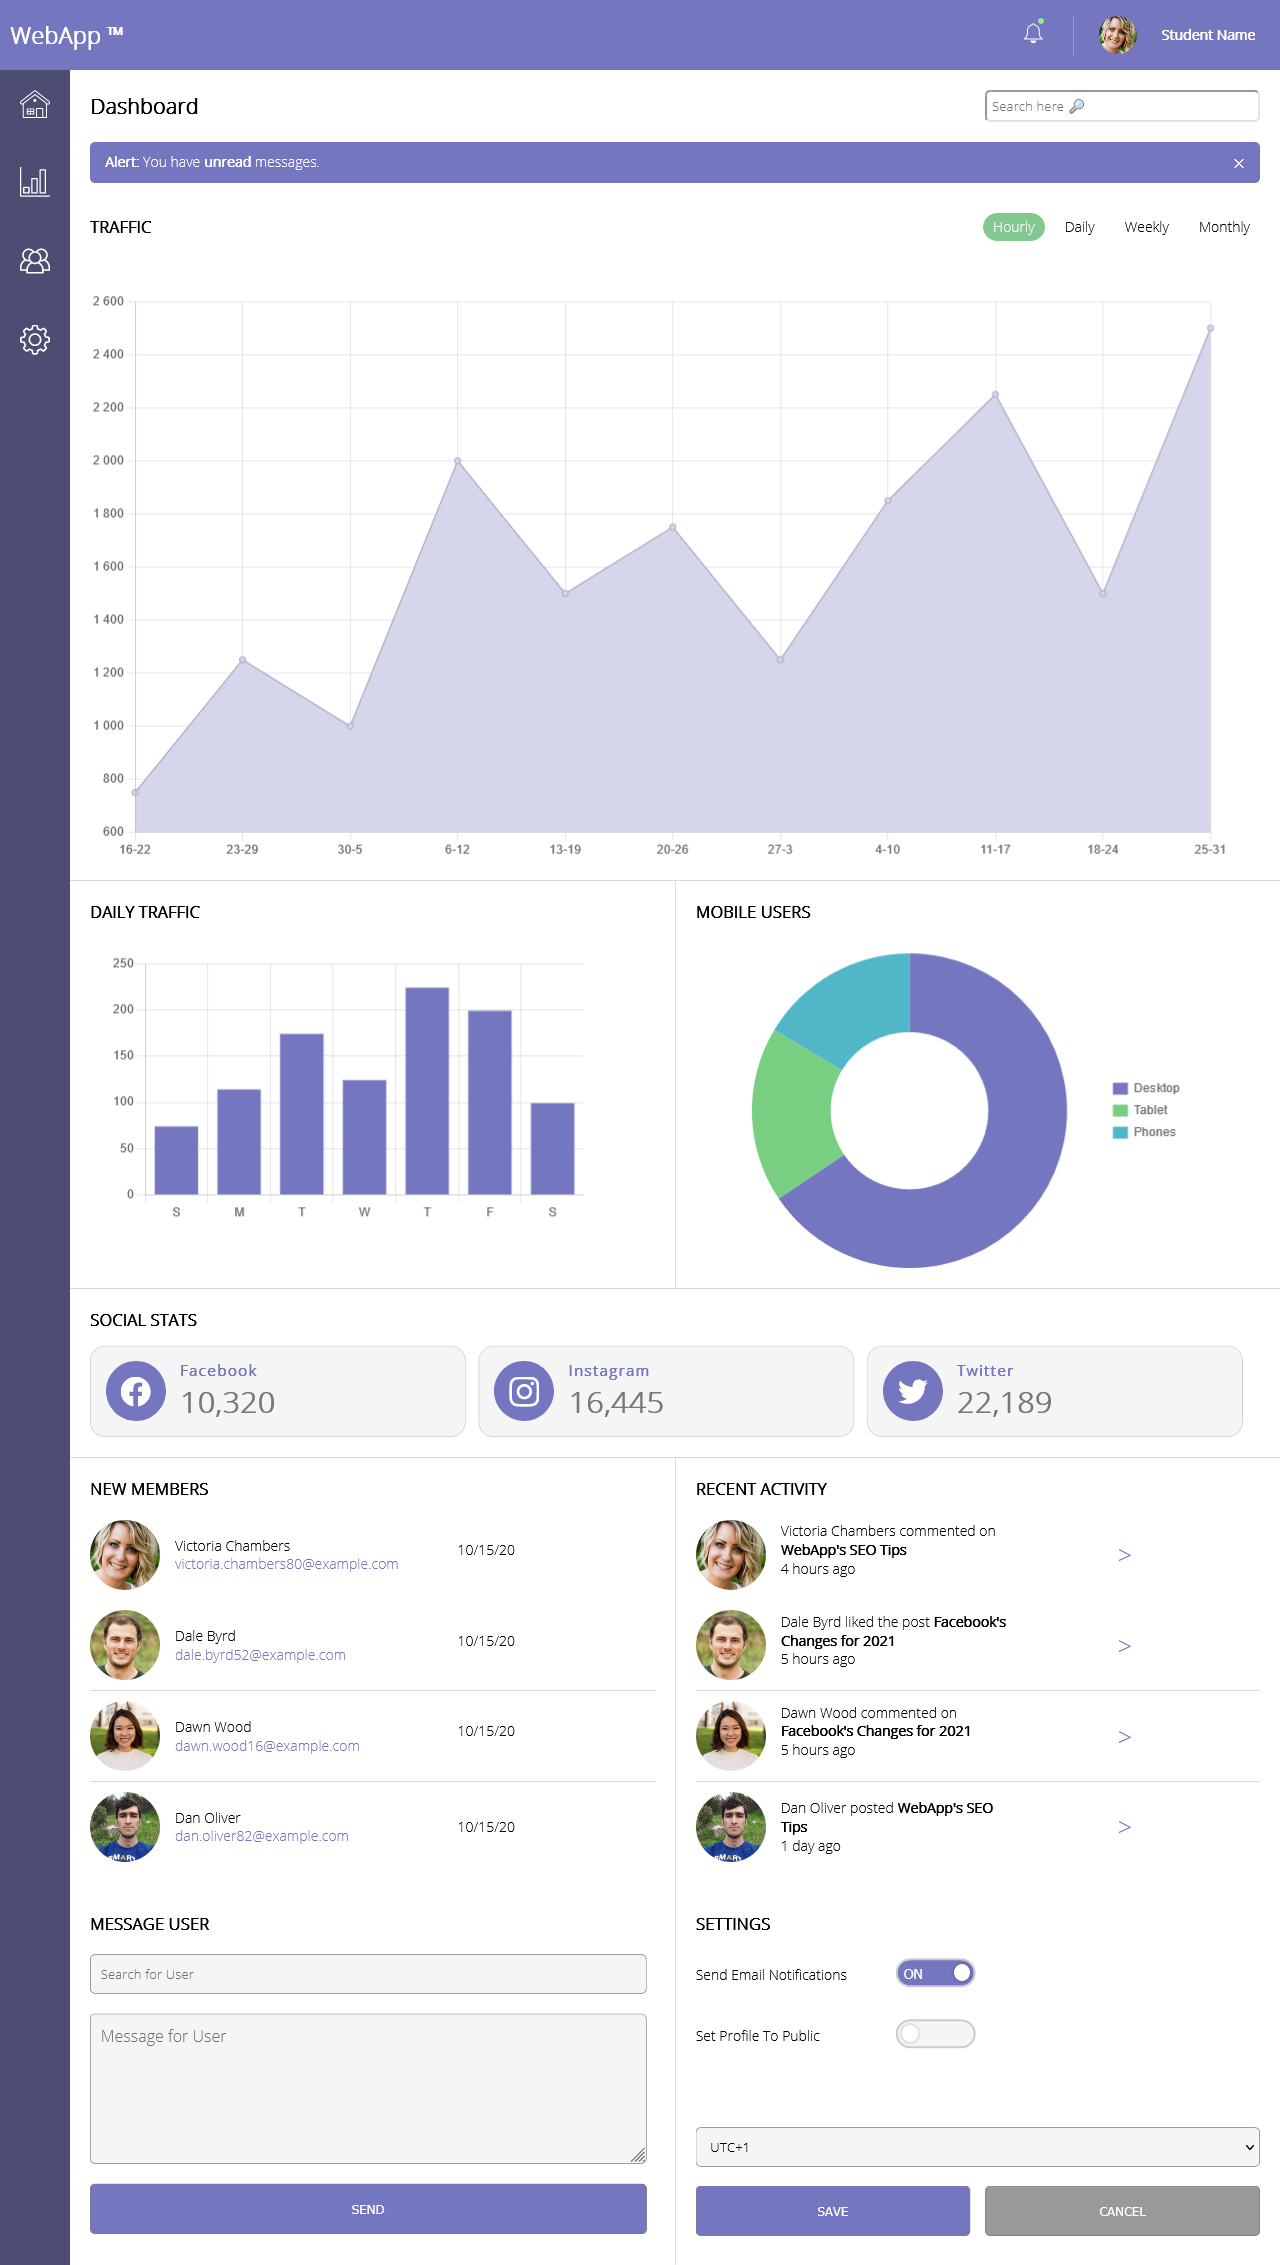 WebApp ™
Student Name
Dashboard
Search here 🔎
Alert: You have unread messages.
×
TRAFFIC
Hourly Daily Weekly Monthly
2 600
2 400
2 200
2 000
1 800
1 600
1 400
1 200
1 000
800
600
16-22 23-29 30-5 6-12 13-19 20-26 27-3 4-10 11-17 18-24 25-31
DAILY TRAFFIC
250
200
150
100
50
0
S M T W T F S
MOBILE USERS
Desktop
Tablet
Phones
SOCIAL STATS
Facebook
10,320
Instagram
16,445
Twitter
22,189
NEW MEMBERS
Victoria Chambers
victoria.chambers80@example.com
10/15/20
Dale Byrd
dale.byrd52@example.com
10/15/20
Dawn Wood
dawn.wood16@example.com
10/15/20
Dan Oliver
dan.oliver82@example.com
10/15/20
RECENT ACTIVITY
Victoria Chambers commented on
WebApp's SEO Tips
4 hours ago
>
Dale Byrd liked the post Facebook's
Changes for 2021
5 hours ago
>
Dawn Wood commented on
Facebook's Changes for 2021
5 hours ago
>
Dan Oliver posted WebApp's SEO
Tips
1 day ago
>
MESSAGE USER
Search for User
Message for User
SEND
SETTINGS
Send Email Notifications
ON
Set Profile To Public
UTC+1
SAVE
CANCEL